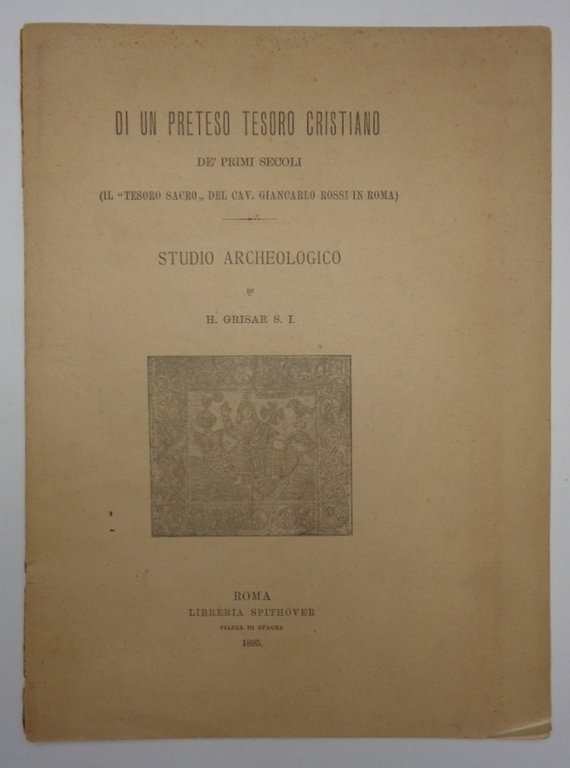 DI UN PRETESO TESORO CRISTIANO
DE' PRIMI SECOLI
(IL "TESORO SACRO„ DEL CAV. GIANCARLO ROSSI IN ROMA)
STUDIO ARCHEOLOGICO
DI
H. GRISAR S. I.
ROMA
LIBRERIA SPITHÖVER
PIAZZA DI SPAGNA
1895.